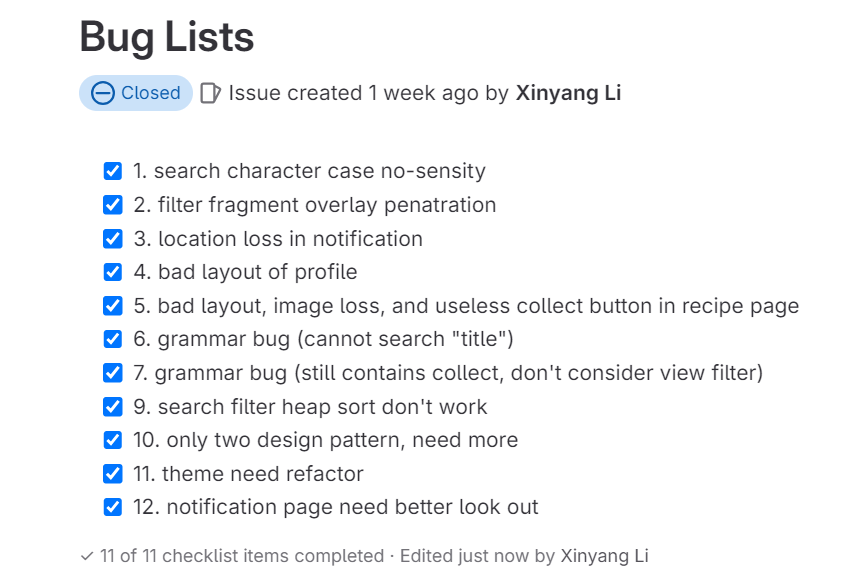 Bug Lists
Closed Issue created 1 week ago by Xinyang Li
1. search character case no-sensity
2. filter fragment overlay penatration
3. location loss in notification
4. bad layout of profile
5. bad layout, image loss, and useless collect button in recipe page
6. grammar bug (cannot search "title")
7. grammar bug (still contains collect, don't consider view filter)
9. search filter heap sort don't work
10. only two design pattern, need more
11. theme need refactor
12. notification page need better look out
11 of 11 checklist items completed · Edited just now by Xinyang Li